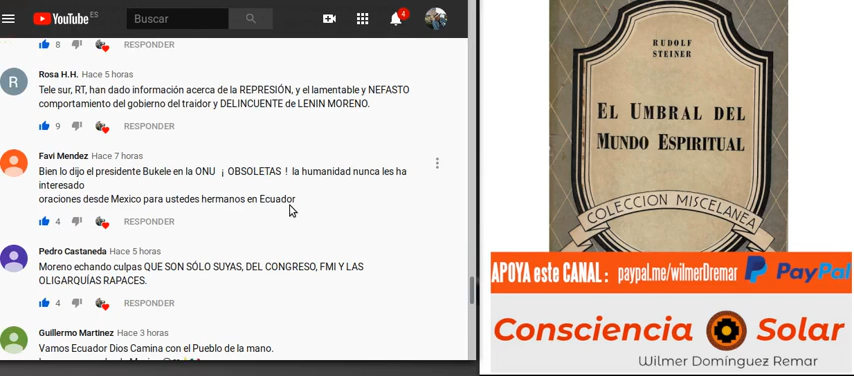 YouTube ES
Buscar
4
8 RESPONDER
R
Rosa H.H. Hace 5 horas
Tele sur, RT, han dado información acerca de la REPRESIÓN, y el lamentable y NEFASTO
comportamiento del gobierno del traidor y DELINCUENTE de LENIN MORENO.
9 RESPONDER
Favi Mendez Hace 7 horas
Bien lo dijo el presidente Bukele en la ONU ¡ OBSOLETAS ! la humanidad nunca les ha
interesado
oraciones desde Mexico para ustedes hermanos en Ecuador
4 RESPONDER
Pedro Castaneda Hace 5 horas
Moreno echando culpas QUE SON SÓLO SUYAS, DEL CONGRESO, FMI Y LAS
OLIGARQUÍAS RAPACES.
4 RESPONDER
Guillermo Martinez Hace 3 horas
Vamos Ecuador Dios Camina con el Pueblo de la mano.
RUDOLF
STEINER
EL UMBRAL DEL
MUNDO ESPIRITUAL
COLECCION MISCELANEA
APOYA este CANAL : paypal.me/wilmerDremar PayPal
Consciencia Solar
Wilmer Domínguez Remar